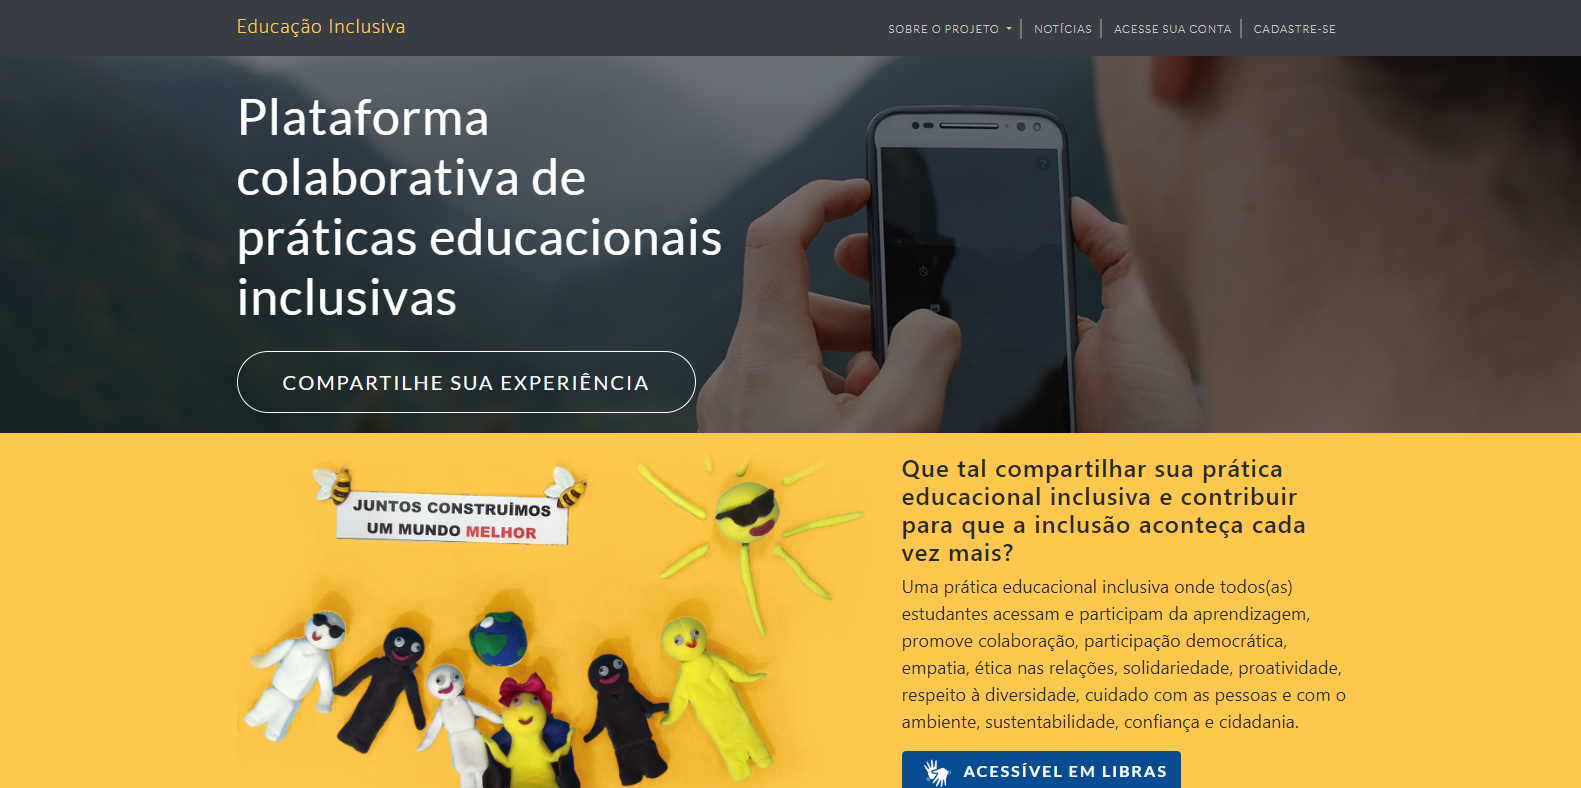 Educação Inclusiva
SOBRE O PROJETO
NOTÍCIAS
ACESSE SUA CONTA
CADASTRE-SE
Plataforma
colaborativa de
práticas educacionais
inclusivas
COMPARTILHE SUA EXPERIÊNCIA
JUNTOS CONSTRUÍMOS
UM MUNDO MELHOR
Que tal compartilhar sua prática
educacional inclusiva e contribuir
para que a inclusão aconteça cada
vez mais?
Uma prática educacional inclusiva onde todos(as)
estudantes acessam e participam da aprendizagem,
promove colaboração, participação democrática,
empatia, ética nas relações, solidariedade, proatividade,
respeito à diversidade, cuidado com as pessoas e com o
ambiente, sustentabilidade, confiança e cidadania.
ACESSÍVEL EM LIBRAS